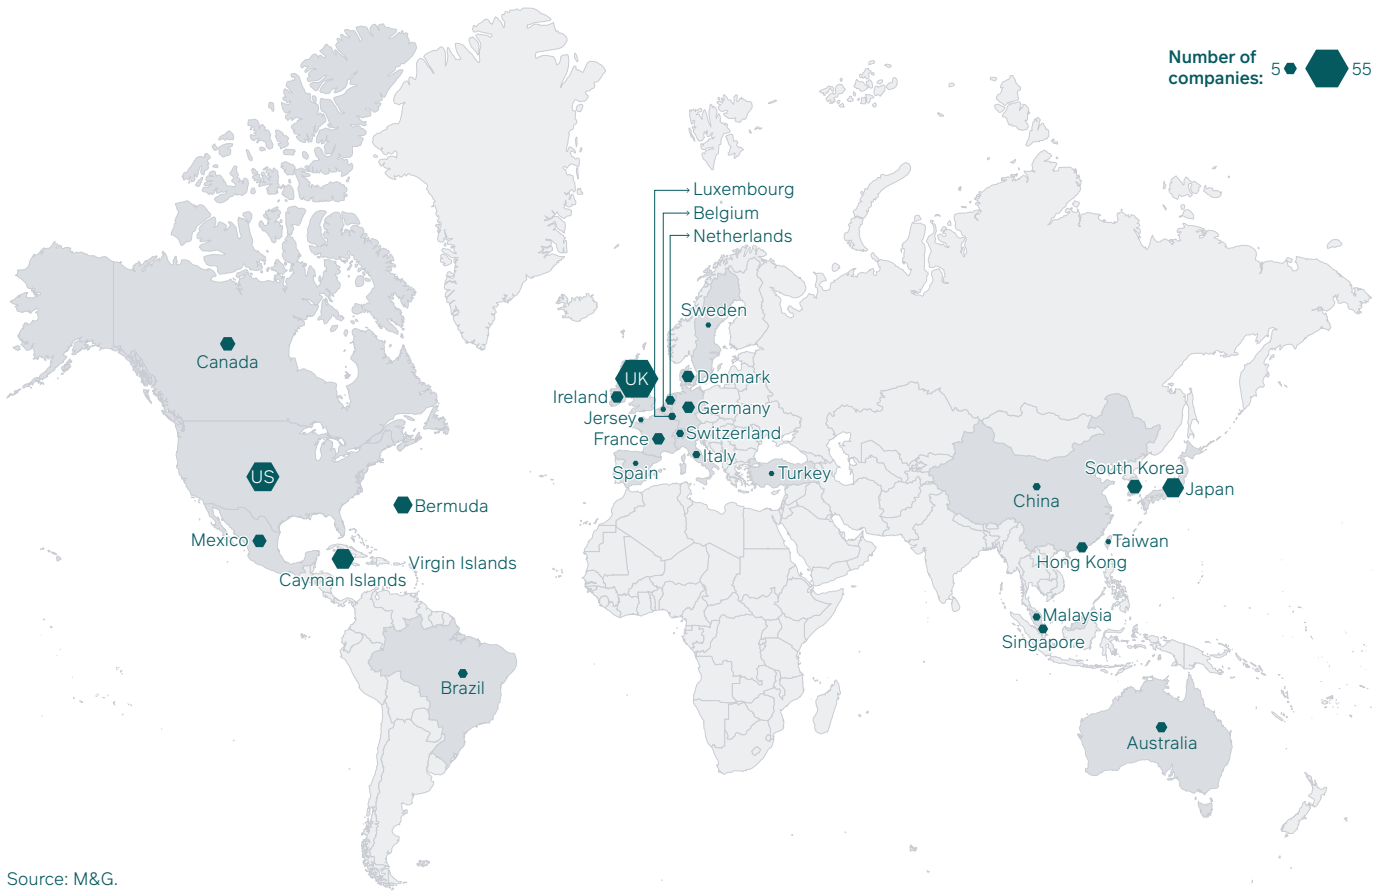 Number of
companies:
5
55
Luxembourg
Belgium
Netherlands
Sweden
Canada
UK
Denmark
Ireland
Germany
Jersey
France
Switzerland
Italy
Spain
Turkey
US
South Korea
China
Japan
Bermuda
Mexico
Taiwan
Hong Kong
Virgin Islands
Cayman Islands
Malaysia
Singapore
Brazil
Australia
Source: M&G.